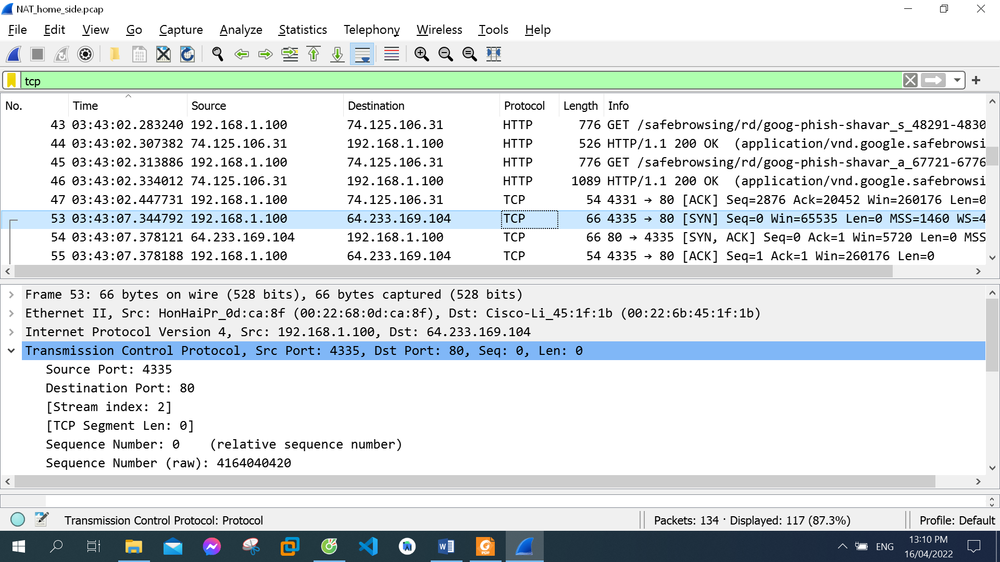 NAT_home_side.pcap
File Edit View Go Capture Analyze Statistics Telephony Wireless Tools Help
tcp
No. Time Source Destination Protocol Length Info
43 03:43:02.283240 192.168.1.100 74.125.106.31 HTTP 776 GET /safebrowsing/rd/goog-phish-shavar_s_48291-4830
44 03:43:02.307382 74.125.106.31 192.168.1.100 HTTP 526 HTTP/1.1 200 OK (application/vnd.google.safebrowsi
45 03:43:02.313886 192.168.1.100 74.125.106.31 HTTP 776 GET /safebrowsing/rd/goog-phish-shavar_a_67721-6776
46 03:43:02.334012 74.125.106.31 192.168.1.100 HTTP 1089 HTTP/1.1 200 OK (application/vnd.google.safebrowsi
47 03:43:02.447731 192.168.1.100 74.125.106.31 TCP 54 4331 → 80 [ACK] Seq=2876 Ack=20452 Win=260176 Len=0
53 03:43:07.344792 192.168.1.100 64.233.169.104 TCP 66 4335 → 80 [SYN] Seq=0 Win=65535 Len=0 MSS=1460 WS=4
54 03:43:07.378121 64.233.169.104 192.168.1.100 TCP 66 80 → 4335 [SYN, ACK] Seq=0 Ack=1 Win=5720 Len=0 MSS
55 03:43:07.378188 192.168.1.100 64.233.169.104 TCP 54 4335 → 80 [ACK] Seq=1 Ack=1 Win=260176 Len=0
Frame 53: 66 bytes on wire (528 bits), 66 bytes captured (528 bits)
Ethernet II, Src: HonHaiPr_0d:ca:8f (00:22:68:0d:ca:8f), Dst: Cisco-Li_45:1f:1b (00:22:6b:45:1f:1b)
Internet Protocol Version 4, Src: 192.168.1.100, Dst: 64.233.169.104
Transmission Control Protocol, Src Port: 4335, Dst Port: 80, Seq: 0, Len: 0
Source Port: 4335
Destination Port: 80
[Stream index: 2]
[TCP Segment Len: 0]
Sequence Number: 0 (relative sequence number)
Sequence Number (raw): 4164040420
Transmission Control Protocol: Protocol Packets: 134 · Displayed: 117 (87.3%) Profile: Default
ENG
13:10 PM
16/04/2022